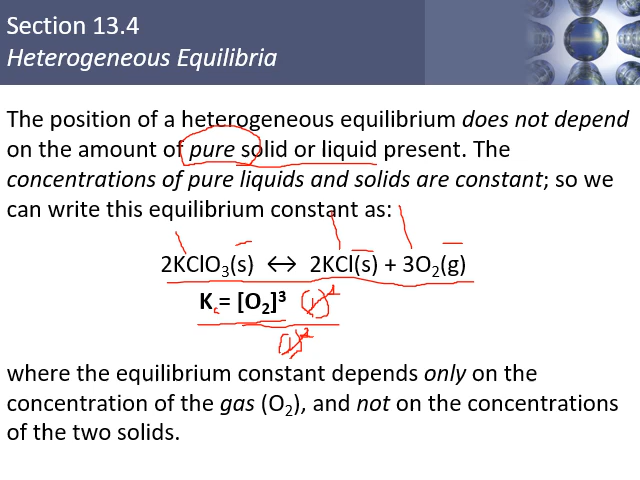 Section 13.4
Heterogeneous Equilibria
The position of a heterogeneous equilibrium does not depend
on the amount of pure solid or liquid present. The
concentrations of pure liquids and solids are constant; so we
can write this equilibrium constant as:
2KClO₃(s) ↔ 2KCl(s) + 3O₂(g)
K꜀= [O₂]³ (1)
(1)²
where the equilibrium constant depends only on the
concentration of the gas (O₂), and not on the concentrations
of the two solids.